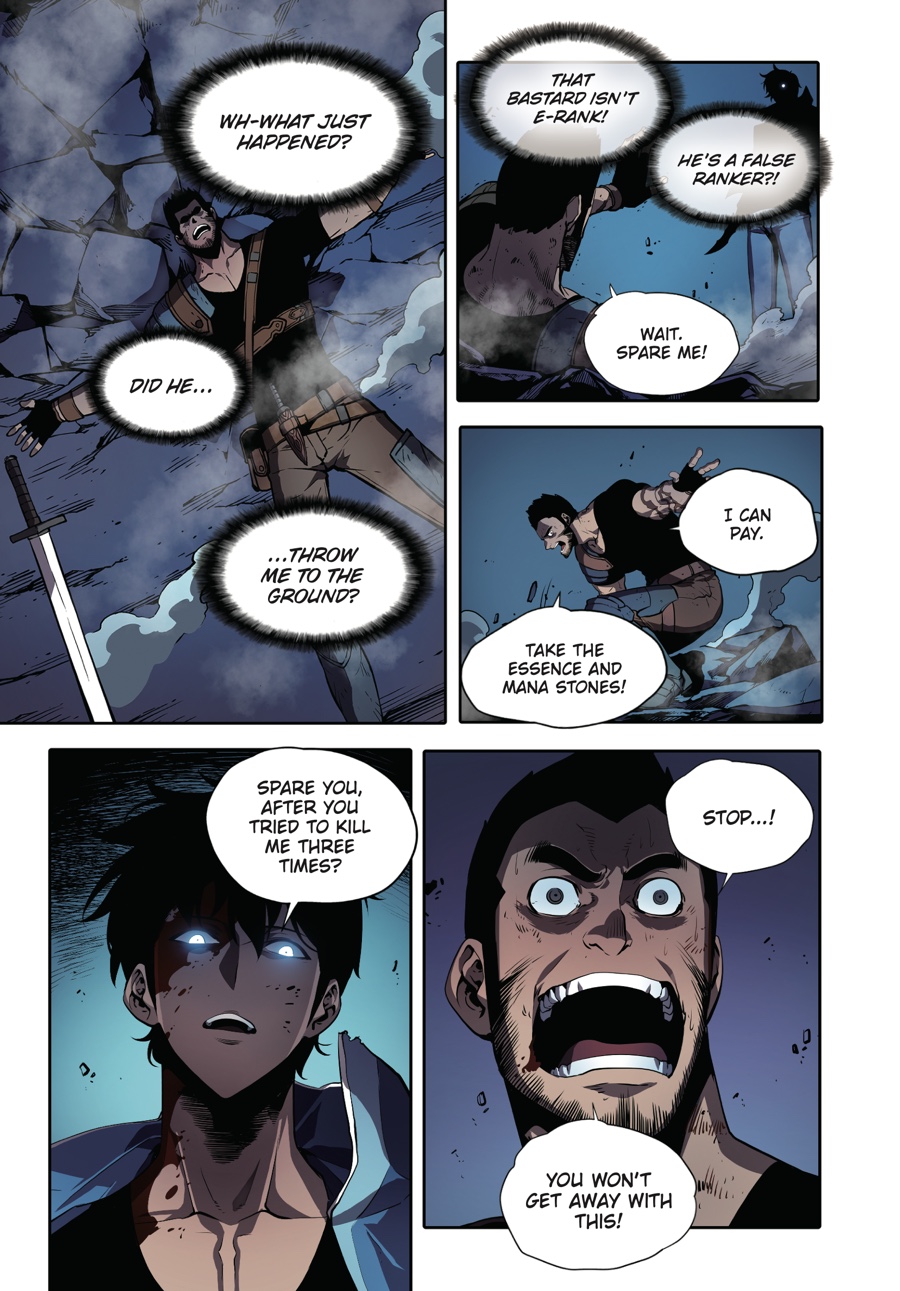 WH-WHAT JUST
HAPPENED?
DID HE...
...THROW
ME TO THE
GROUND?
THAT
BASTARD ISN'T
E-RANK!
HE'S A FALSE
RANKER?!
WAIT.
SPARE ME!
I CAN
PAY.
TAKE THE
ESSENCE AND
MANA STONES!
SPARE YOU,
AFTER YOU
TRIED TO KILL
ME THREE
TIMES?
STOP...!
YOU WON'T
GET AWAY WITH
THIS!